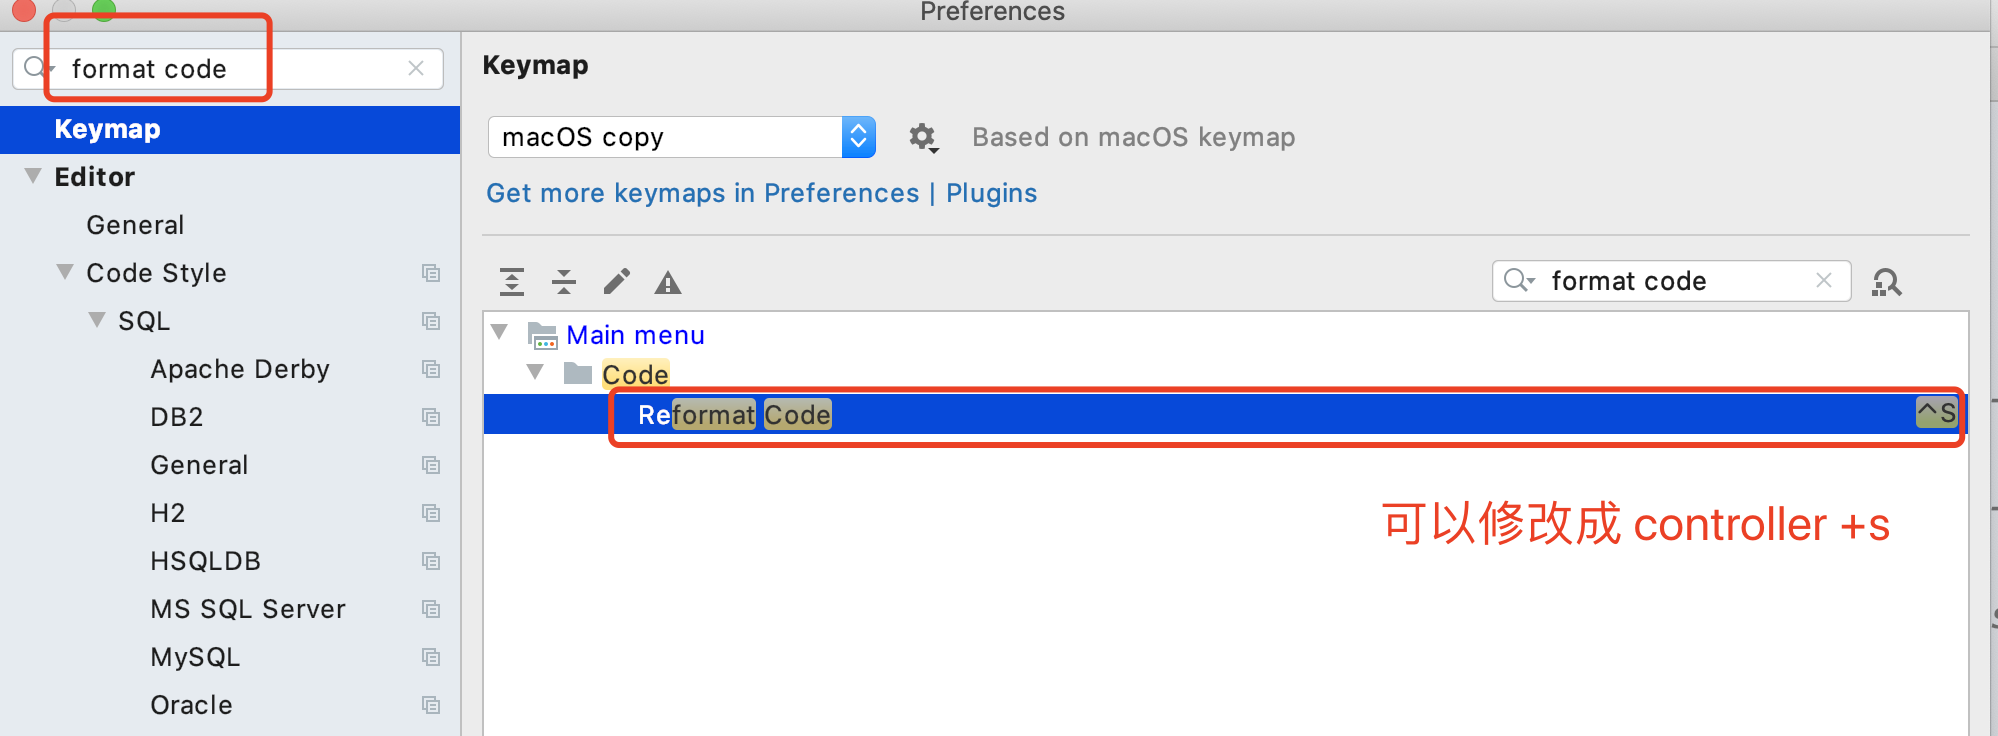 Preferences
format code
Keymap
Editor
General
Code Style
SQL
Apache Derby
DB2
General
H2
HSQLDB
MS SQL Server
MySQL
Oracle
Keymap
macOS copy
Based on macOS keymap
Get more keymaps in Preferences | Plugins
format code
Main menu
Code
Reformat Code ^S
可以修改成 controller +s